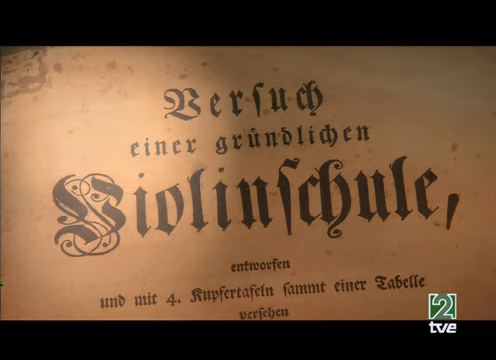 Versuch
einer gründlichen
Violinschule,
entworfen
und mit 4. Kupfertafeln sammt einer Tabelle
versehen
2
tve